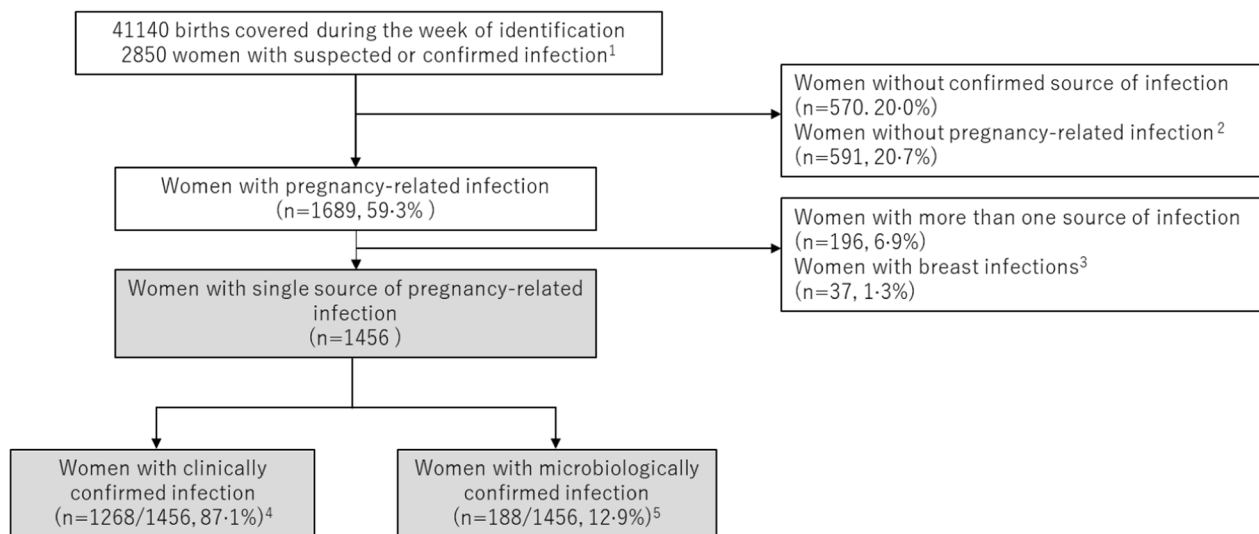 41140 births covered during the week of identification
2850 women with suspected or confirmed infection¹
Women without confirmed source of infection
(n=570. 20·0%)
Women without pregnancy-related infection²
(n=591, 20·7%)
Women with pregnancy-related infection
(n=1689, 59·3% )
Women with more than one source of infection
(n=196, 6·9%)
Women with breast infections³
(n=37, 1·3%)
Women with single source of pregnancy-related
infection
(n=1456 )
Women with clinically
confirmed infection
(n=1268/1456, 87·1%)⁴
Women with microbiologically
confirmed infection
(n=188/1456, 12·9%)⁵